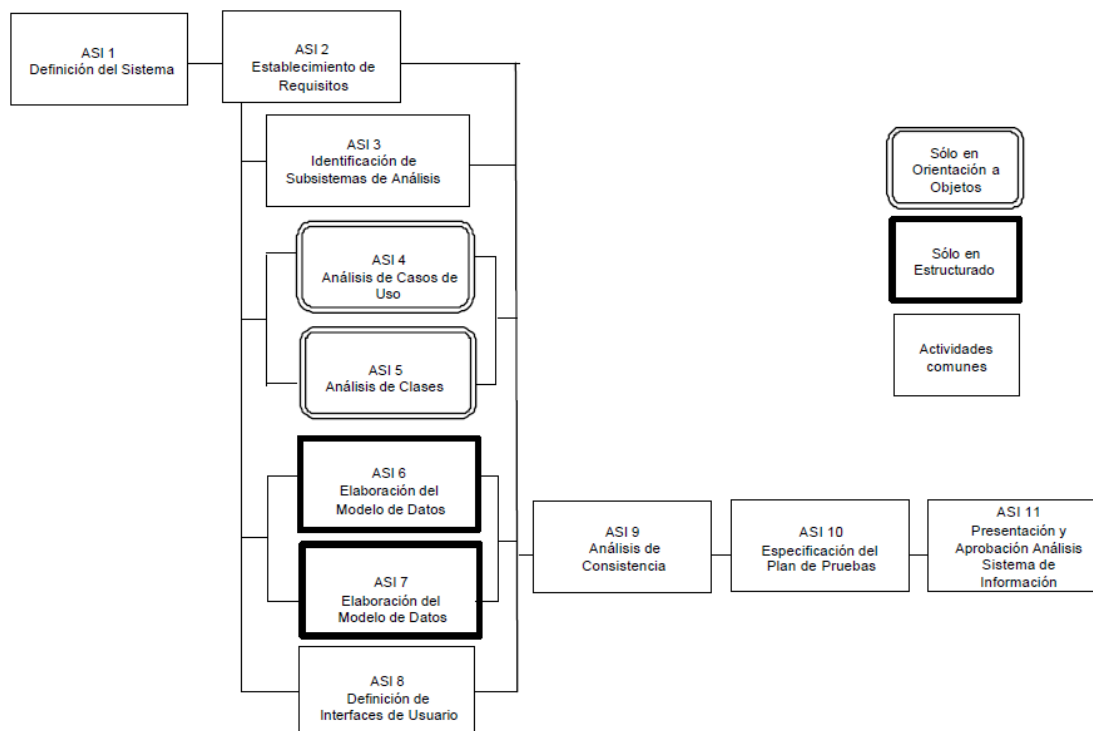 ASI 1
Definición del Sistema
ASI 2
Establecimiento de
Requisitos
ASI 3
Identificación de
Subsistemas de Análisis
Sólo en
Orientación a
Objetos
ASI 4
Análisis de Casos de
Uso
Sólo en
Estructurado
ASI 5
Análisis de Clases
Actividades
comunes
ASI 6
Elaboración del
Modelo de Datos
ASI 7
Elaboración del
Modelo de Datos
ASI 8
Definición de
Interfaces de Usuario
ASI 9
Análisis de
Consistencia
ASI 10
Especificación del
Plan de Pruebas
ASI 11
Presentación y
Aprobación Análisis
Sistema de
Información